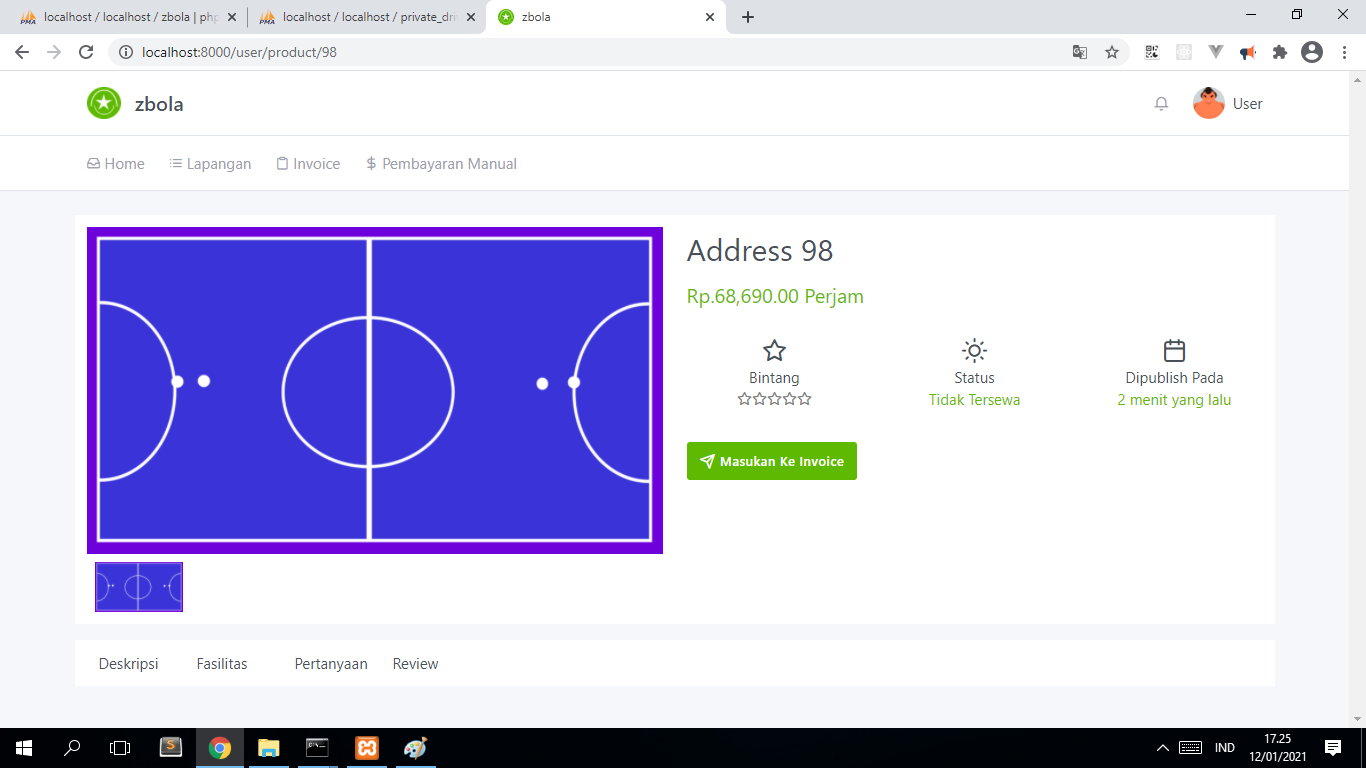 localhost / localhost / zbola | php
localhost / localhost / private_dri
zbola
localhost:8000/user/product/98
zbola
User
Home
Lapangan
Invoice
Pembayaran Manual
Address 98
Rp.68,690.00 Perjam
Bintang
Status
Dipublish Pada
Tidak Tersewa
2 menit yang lalu
Masukan Ke Invoice
Deskripsi
Fasilitas
Pertanyaan
Review
IND
17.25
12/01/2021